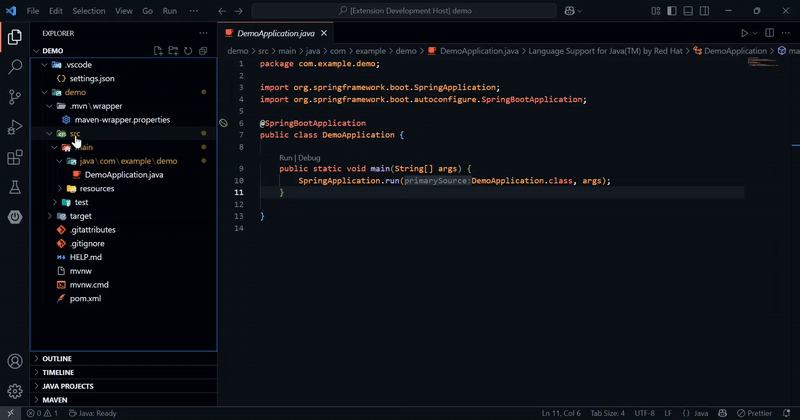 File Edit Selection View Go Run ···
[Extension Development Host] demo
EXPLORER
DEMO
.vscode
settings.json
demo
.mvn \ wrapper
maven-wrapper.properties
src
main
java \ com \ example \ demo
DemoApplication.java
resources
test
target
.gitattributes
.gitignore
HELP.md
mvnw
mvnw.cmd
pom.xml
OUTLINE
TIMELINE
JAVA PROJECTS
MAVEN
DemoApplication.java
demo > src > main > java > com > example > demo > DemoApplication.java > Language Support for Java(TM) by Red Hat > DemoApplication > ma
1 package com.example.demo;
2
3 import org.springframework.boot.SpringApplication;
4 import org.springframework.boot.autoconfigure.SpringBootApplication;
5
6 @SpringBootApplication
7 public class DemoApplication {
8
Run | Debug
9 public static void main(String[] args) {
10 SpringApplication.run(primarySource:DemoApplication.class, args);
11 }
12
13 }
14
0 0 Java: Ready
Ln 11, Col 6 Tab Size: 4 UTF-8 LF {} Java Go Live Prettier